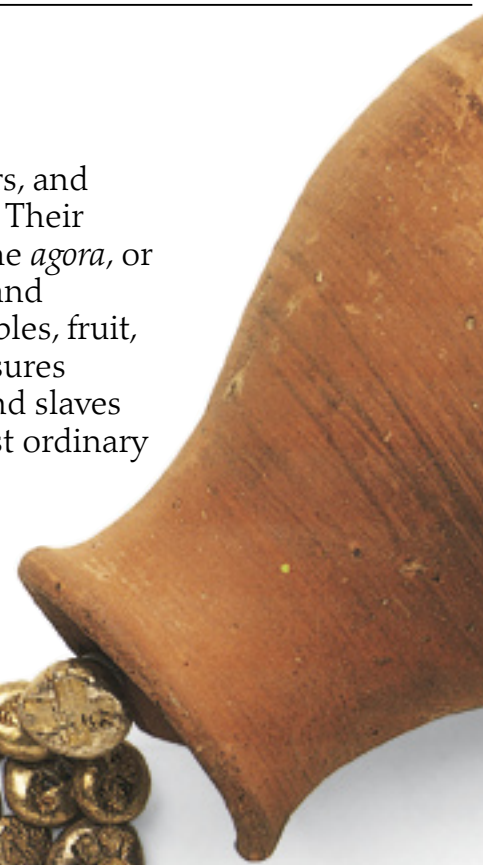 rs, and
Their
he agora, or
and
bles, fruit,
sures
nd slaves
st ordinary